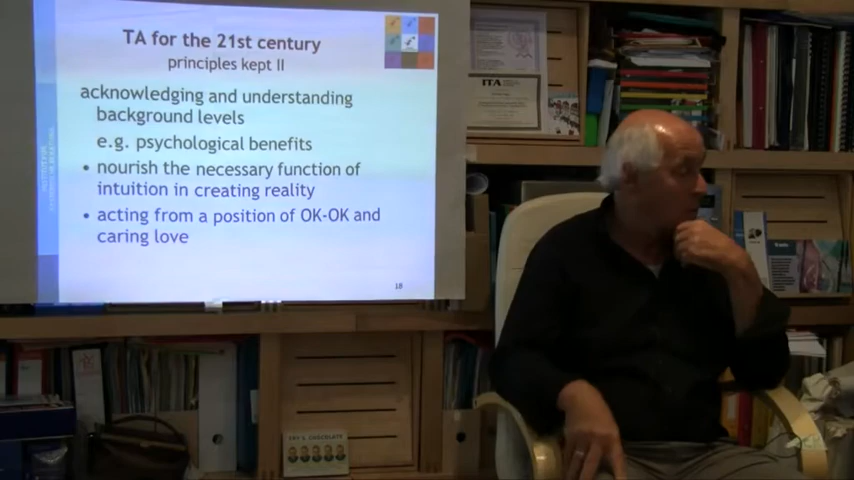 TA for the 21st century
principles kept II
acknowledging and understanding
background levels
e.g. psychological benefits
• nourish the necessary function of
intuition in creating reality
• acting from a position of OK-OK and
caring love
18
ITA